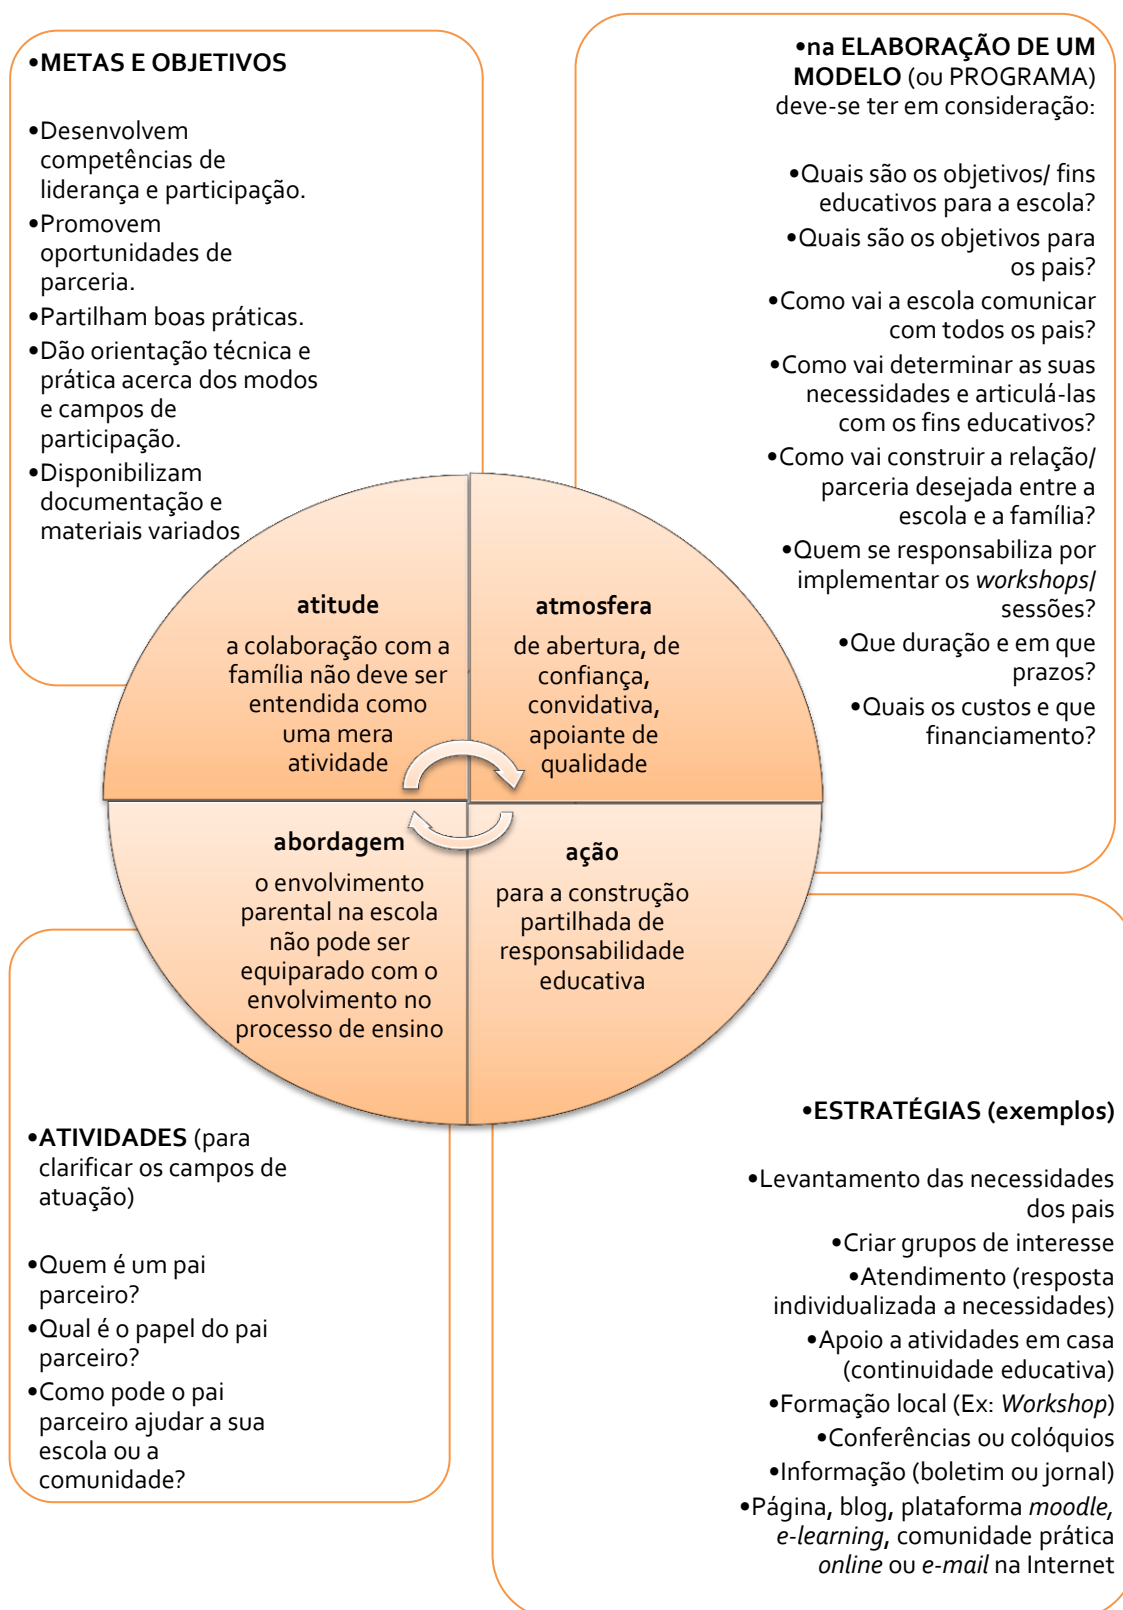 •METAS E OBJETIVOS
•Desenvolvem
competências de
liderança e participação.
•Promovem
oportunidades de
parceria.
•Partilham boas práticas.
•Dão orientação técnica e
prática acerca dos modos
e campos de
participação.
•Disponibilizam
documentação e
materiais variados
•na ELABORAÇÃO DE UM
MODELO (ou PROGRAMA)
deve-se ter em consideração:
•Quais são os objetivos/ fins
educativos para a escola?
•Quais são os objetivos para
os pais?
•Como vai a escola comunicar
com todos os pais?
•Como vai determinar as suas
necessidades e articulá-las
com os fins educativos?
•Como vai construir a relação/
parceria desejada entre a
escola e a família?
•Quem se responsabiliza por
implementar os workshops/
sessões?
•Que duração e em que
prazos?
•Quais os custos e que
financiamento?
atitude
a colaboração com a
família não deve ser
entendida como
uma mera
atividade
atmosfera
de abertura, de
confiança,
convidativa,
apoiante de
qualidade
abordagem
o envolvimento
parental na escola
não pode ser
equiparado com o
envolvimento no
processo de ensino
ação
para a construção
partilhada de
responsabilidade
educativa
•ATIVIDADES (para
clarificar os campos de
atuação)
•Quem é um pai
parceiro?
•Qual é o papel do pai
parceiro?
•Como pode o pai
parceiro ajudar a sua
escola ou a
comunidade?
•ESTRATÉGIAS (exemplos)
•Levantamento das necessidades
dos pais
•Criar grupos de interesse
•Atendimento (resposta
individualizada a necessidades)
•Apoio a atividades em casa
(continuidade educativa)
•Formação local (Ex: Workshop)
•Conferências ou colóquios
•Informação (boletim ou jornal)
•Página, blog, plataforma moodle,
e-learning, comunidade prática
online ou e-mail na Internet